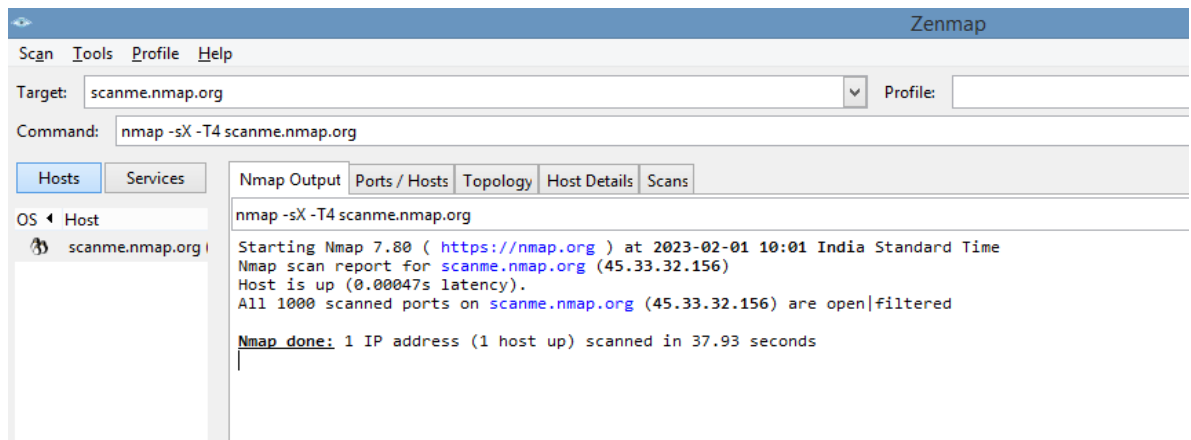 Zenmap
Scan Tools Profile Help
Target: scanme.nmap.org Profile:
Command: nmap -sX -T4 scanme.nmap.org
Hosts Services Nmap Output Ports / Hosts Topology Host Details Scans
OS Host nmap -sX -T4 scanme.nmap.org
scanme.nmap.org (
Starting Nmap 7.80 ( https://nmap.org ) at 2023-02-01 10:01 India Standard Time
Nmap scan report for scanme.nmap.org (45.33.32.156)
Host is up (0.00047s latency).
All 1000 scanned ports on scanme.nmap.org (45.33.32.156) are open|filtered
Nmap done: 1 IP address (1 host up) scanned in 37.93 seconds